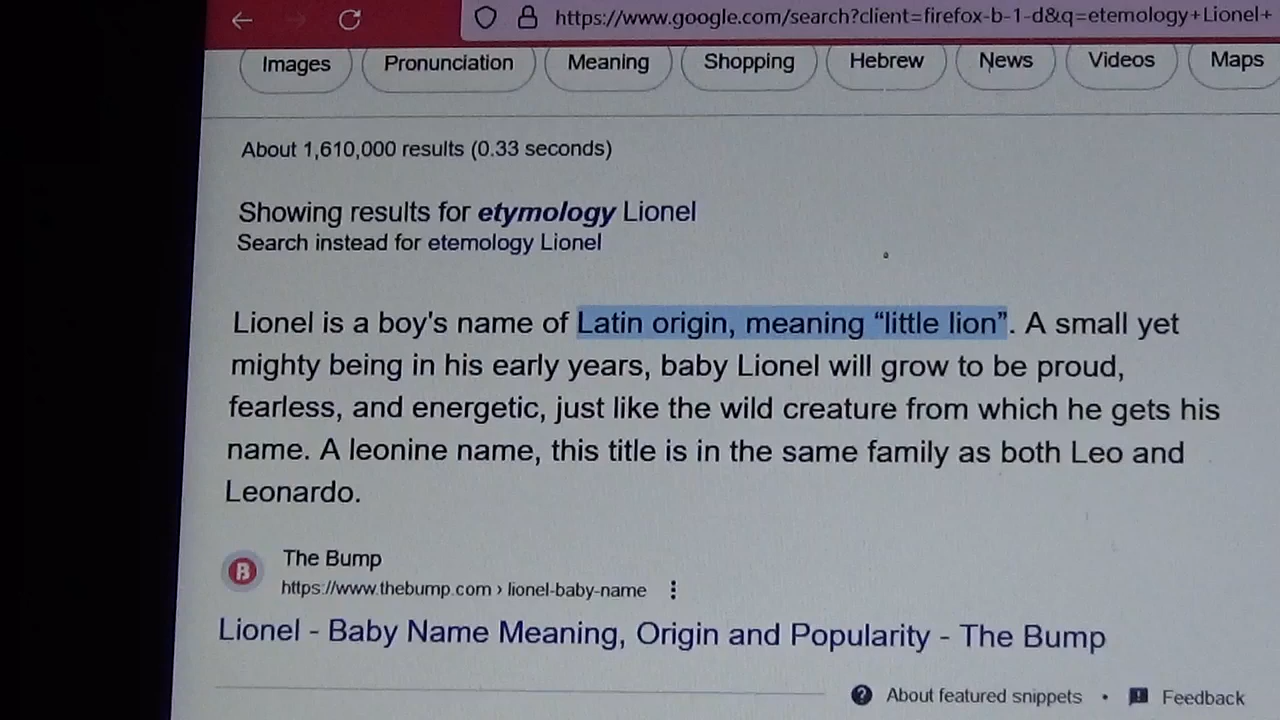 https://www.google.com/search?client=firefox-b-1-d&q=etemology+Lionel+
Images Pronunciation Meaning Shopping Hebrew News Videos Maps
About 1,610,000 results (0.33 seconds)
Showing results for etymology Lionel
Search instead for etemology Lionel
Lionel is a boy's name of Latin origin, meaning “little lion”. A small yet
mighty being in his early years, baby Lionel will grow to be proud,
fearless, and energetic, just like the wild creature from which he gets his
name. A leonine name, this title is in the same family as both Leo and
Leonardo.
B
The Bump
https://www.thebump.com › lionel-baby-name
Lionel - Baby Name Meaning, Origin and Popularity - The Bump
About featured snippets • Feedback